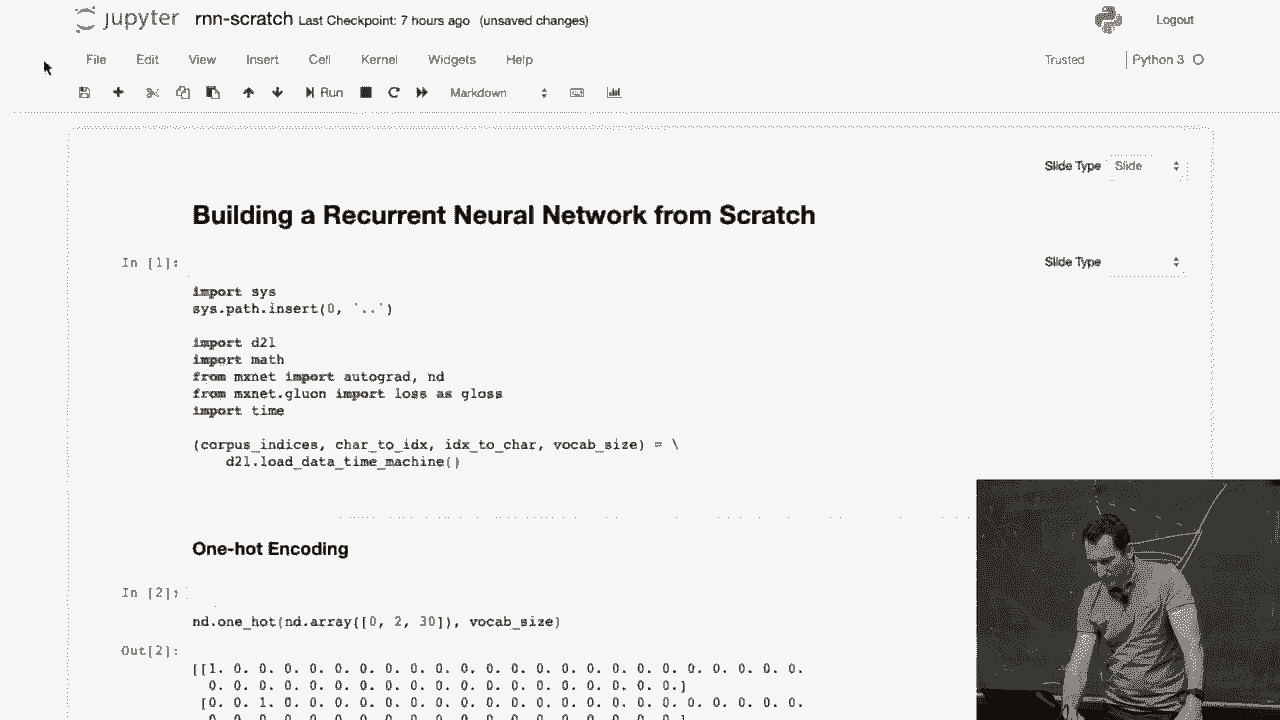 jupyter rnn-scratch Last Checkpoint: 7 hours ago (unsaved changes) Logout
File Edit View Insert Cell Kernel Widgets Help Trusted Python 3
Run Markdown
Slide Type Slide
Building a Recurrent Neural Network from Scratch
In [1]: Slide Type
import sys
sys.path.insert(0, '..')
import d2l
import math
from mxnet import autograd, nd
from mxnet.gluon import loss as gloss
import time
(corpus_indices, char_to_idx, idx_to_char, vocab_size) = \
d2l.load_data_time_machine()
One-hot Encoding
In [2]:
nd.one_hot(nd.array([0, 2, 30]), vocab_size)
Out[2]:
[[1. 0. 0. 0. 0. 0. 0. 0. 0. 0. 0. 0. 0. 0. 0. 0. 0. 0. 0. 0. 0. 0. 0. 0.
0. 0. 0. 0. 0. 0. 0. 0. 0. 0. 0. 0. 0. 0. 0.]
[0. 0. 1. 0. 0. 0. 0. 0. 0. 0. 0. 0. 0. 0. 0. 0. 0. 0. 0. 0. 0. 0. 0. 0.